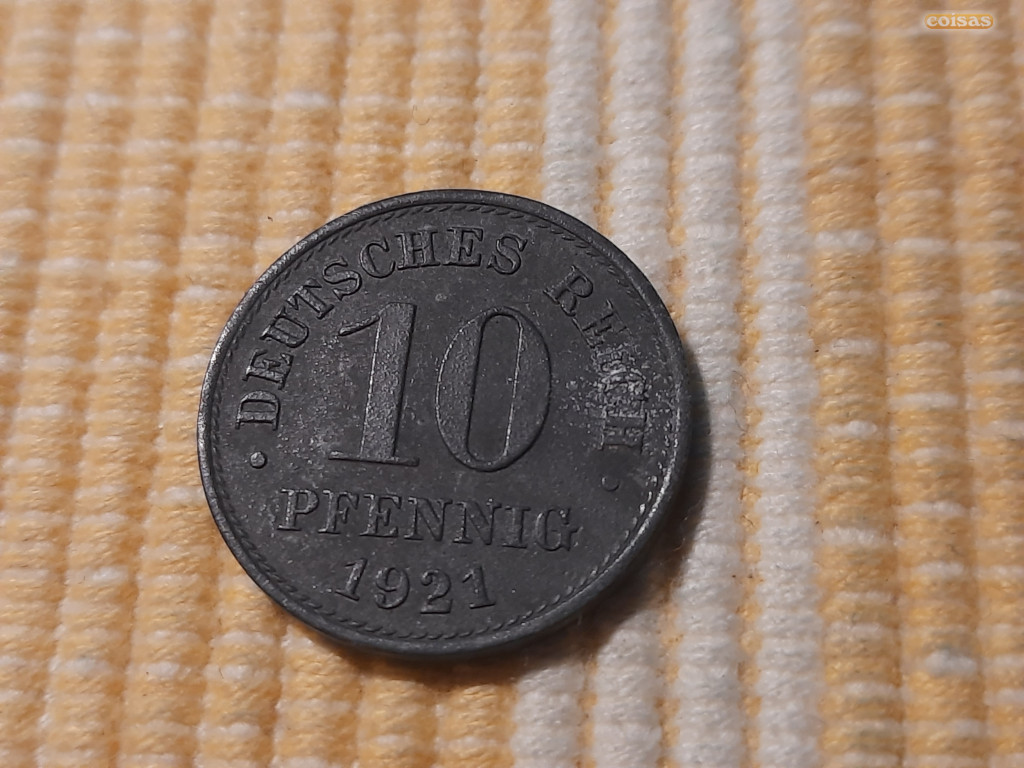 coisas
DEUTSCHES REICH
10
PFENNIG
1921